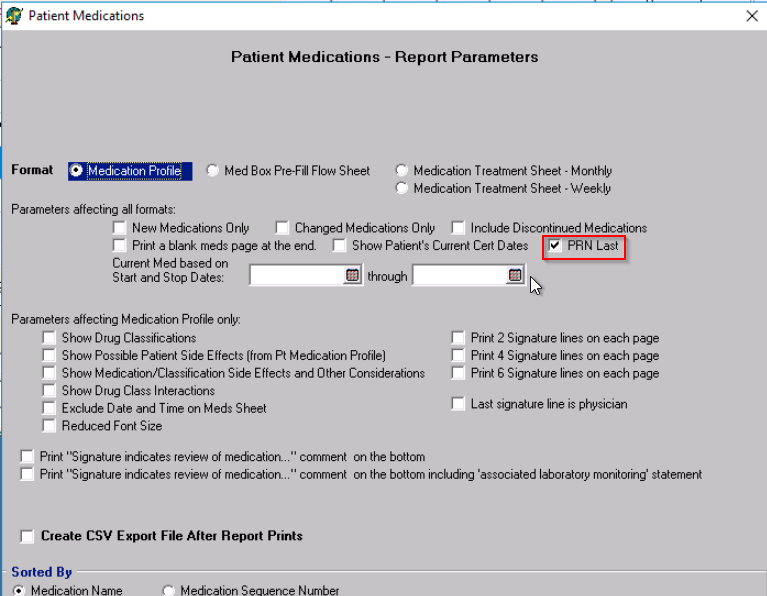 Patient Medications
Patient Medications - Report Parameters
Format Medication Profile Med Box Pre-Fill Flow Sheet Medication Treatment Sheet - Monthly
Medication Treatment Sheet - Weekly
Parameters affecting all formats:
New Medications Only Changed Medications Only Include Discontinued Medications
Print a blank meds page at the end. Show Patient's Current Cert Dates PRN Last
Current Med based on
Start and Stop Dates: through
Parameters affecting Medication Profile only:
Show Drug Classifications Print 2 Signature lines on each page
Show Possible Patient Side Effects (from Pt Medication Profile) Print 4 Signature lines on each page
Show Medication/Classification Side Effects and Other Considerations Print 6 Signature lines on each page
Show Drug Class Interactions
Exclude Date and Time on Meds Sheet Last signature line is physician
Reduced Font Size
Print "Signature indicates review of medication..." comment on the bottom
Print "Signature indicates review of medication..." comment on the bottom including 'associated laboratory monitoring' statement
Create CSV Export File After Report Prints
Sorted By
Medication Name Medication Sequence Number